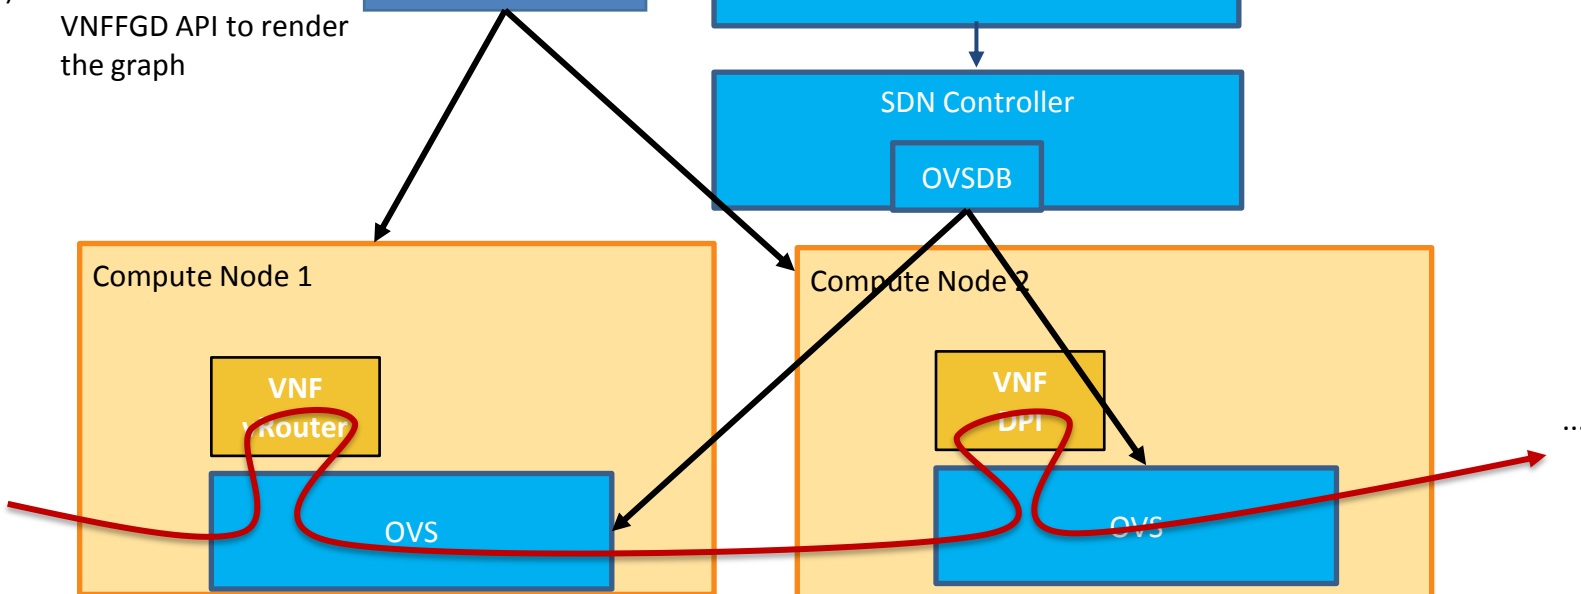 VNFFGD API to render
the graph
SDN Controller
OVSDB
Compute Node 1
Compute Node 2
VNF
vRouter
VNF
DPI
OVS
OVS
...